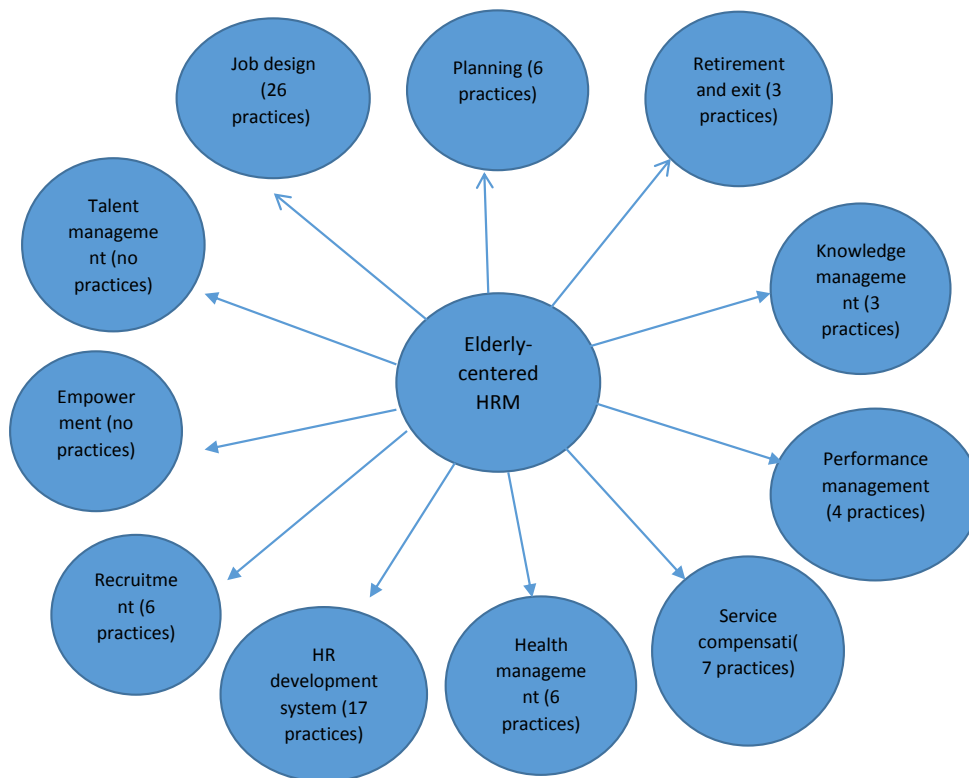 Job design
(26
practices)
Planning (6
practices)
Retirement
and exit (3
practices)
Talent
manageme
nt (no
practices)
Knowledge
manageme
nt (3
practices)
Elderly-
centered
HRM
Empower
ment (no
practices)
Performance
management
(4 practices)
Recruitme
nt (6
practices)
HR
development
system (17
practices)
Health
manageme
nt (6
practices)
Service
compensati(
7 practices)